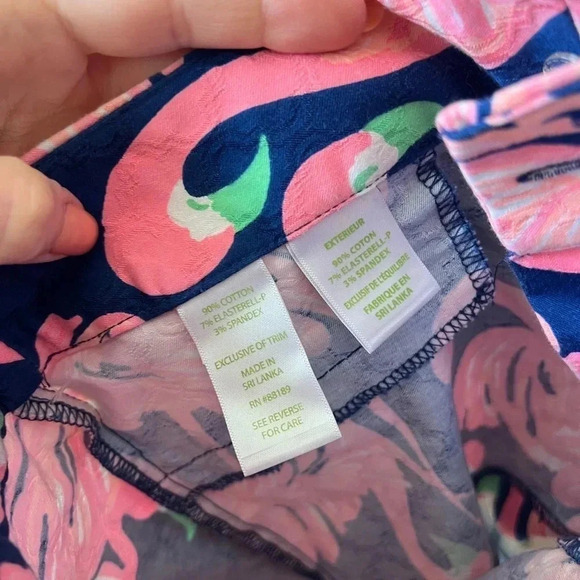 90% COTTON
7% ELASTERELL-P
3% SPANDEX
EXCLUSIVE OF TRIM
MADE IN
SRI LANKA
RN #88189
SEE REVERSE
FOR CARE
EXTERIEUR
90% COTON
7% ELASTERELL-P
3% SPANDEX
EXCLUSIF DE L'ÉQUILIBRE
FABRIQUE EN
SRI LANKA